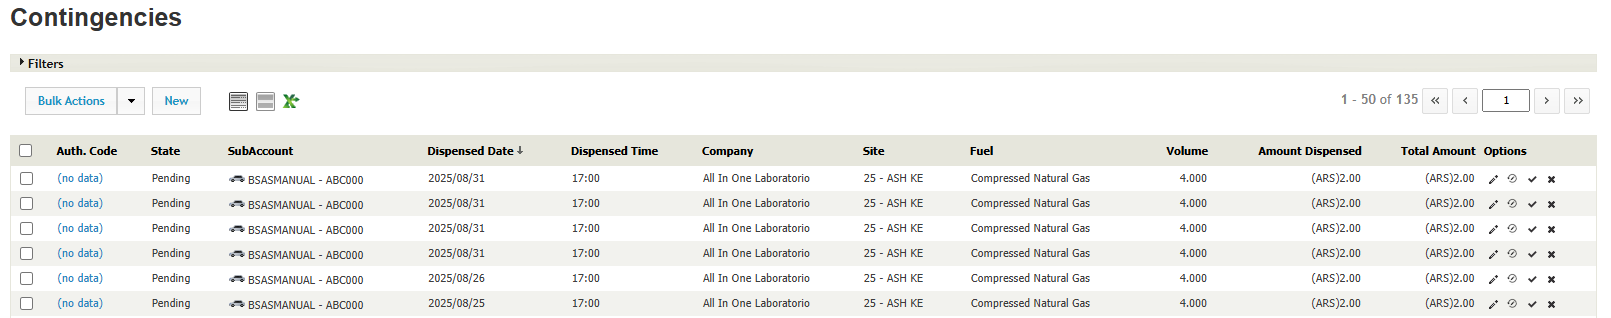 Contingencies
Filters
Bulk Actions New 1 - 50 of 135 « ‹ 1 › »
Auth. Code State SubAccount Dispensed Date ↓ Dispensed Time Company Site Fuel Volume Amount Dispensed Total Amount Options
(no data) Pending BSASMANUAL - ABC000 2025/08/31 17:00 All In One Laboratorio 25 - ASH KE Compressed Natural Gas 4.000 (ARS)2.00 (ARS)2.00
(no data) Pending BSASMANUAL - ABC000 2025/08/31 17:00 All In One Laboratorio 25 - ASH KE Compressed Natural Gas 4.000 (ARS)2.00 (ARS)2.00
(no data) Pending BSASMANUAL - ABC000 2025/08/31 17:00 All In One Laboratorio 25 - ASH KE Compressed Natural Gas 4.000 (ARS)2.00 (ARS)2.00
(no data) Pending BSASMANUAL - ABC000 2025/08/31 17:00 All In One Laboratorio 25 - ASH KE Compressed Natural Gas 4.000 (ARS)2.00 (ARS)2.00
(no data) Pending BSASMANUAL - ABC000 2025/08/26 17:00 All In One Laboratorio 25 - ASH KE Compressed Natural Gas 4.000 (ARS)2.00 (ARS)2.00
(no data) Pending BSASMANUAL - ABC000 2025/08/25 17:00 All In One Laboratorio 25 - ASH KE Compressed Natural Gas 4.000 (ARS)2.00 (ARS)2.00